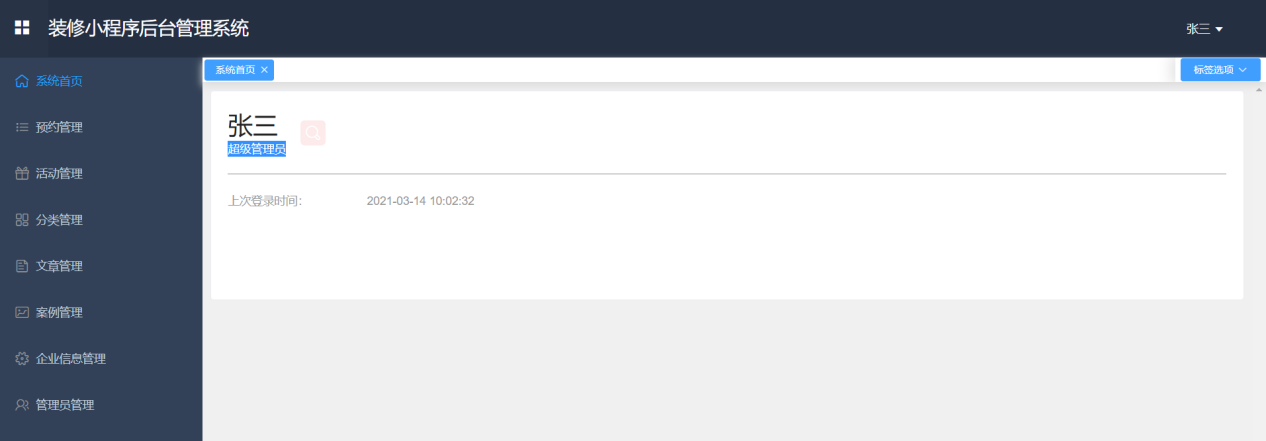 装修小程序后台管理系统
张三
系统首页
预约管理
活动管理
分类管理
文章管理
案例管理
企业信息管理
管理员管理
系统首页
标签选项
张三
超级管理员
上次登录时间: 2021-03-14 10:02:32